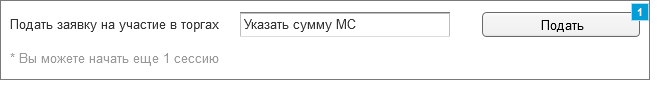 Подать заявку на участие в торгах Указать сумму МС Подать 1
* Вы можете начать еще 1 сессию